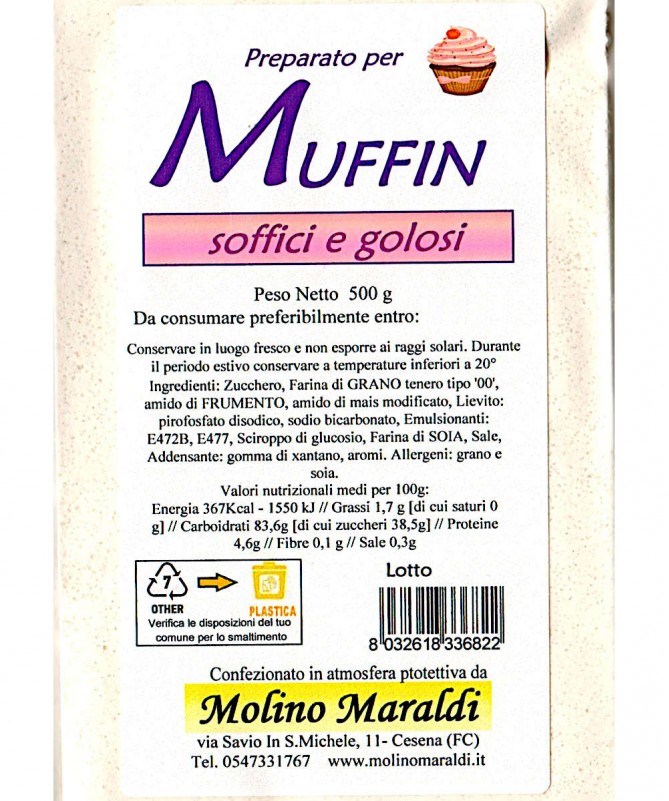 Preparato per
MUFFIN
soffici e golosi
Peso Netto 500 g
Da consumare preferibilmente entro:
Conservare in luogo fresco e non esporre ai raggi solari. Durante
il periodo estivo conservare a temperature inferiori a 20°
Ingredienti: Zucchero, Farina di GRANO tenero tipo '00',
amido di FRUMENTO, amido di mais modificato, Lievito:
pirofosfato disodico, sodio bicarbonato, Emulsionanti:
E472B, E477, Sciroppo di glucosio, Farina di SOIA, Sale,
Addensante: gomma di xantano, aromi. Allergeni: grano e
soia.
Valori nutrizionali medi per 100g:
Energia 367Kcal - 1550 kJ // Grassi 1,7 g [di cui saturi 0
g] // Carboidrati 83,6g [di cui zuccheri 38,5g] // Proteine
4,6g // Fibre 0,1 g // Sale 0,3g
7
OTHER
PLASTICA
Verifica le disposizioni del tuo
comune per lo smaltimento
Lotto
8 032618 336822
Confezionato in atmosfera ptotettiva da
Molino Maraldi
via Savio In S.Michele, 11- Cesena (FC)
Tel. 0547331767 www.molinomaraldi.it